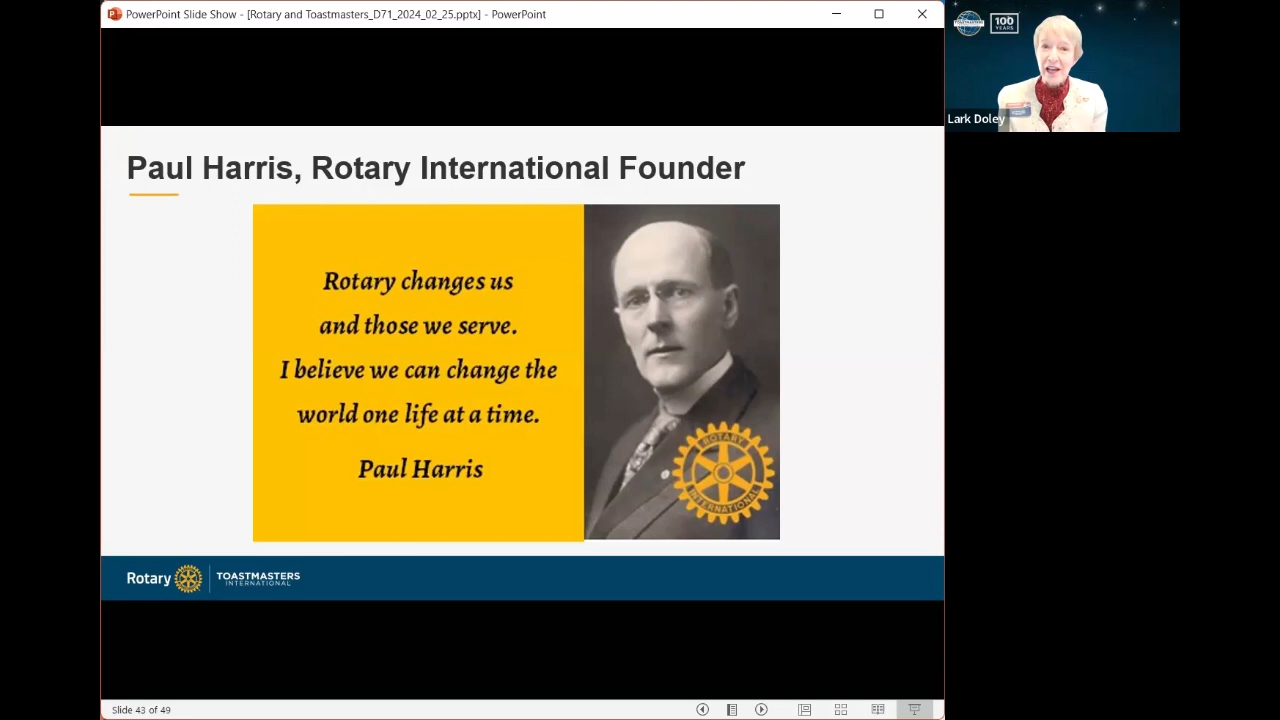 PowerPoint Slide Show - [Rotary and Toastmasters_D71_2024_02_25.pptx] - PowerPoint
TOASTMASTERS
100
YEARS
Lark Doley
Paul Harris, Rotary International Founder
Rotary changes us
and those we serve.
I believe we can change the
world one life at a time.
Paul Harris
ROTARY
INTERNATIONAL
Rotary
TOASTMASTERS
INTERNATIONAL
Slide 43 of 49